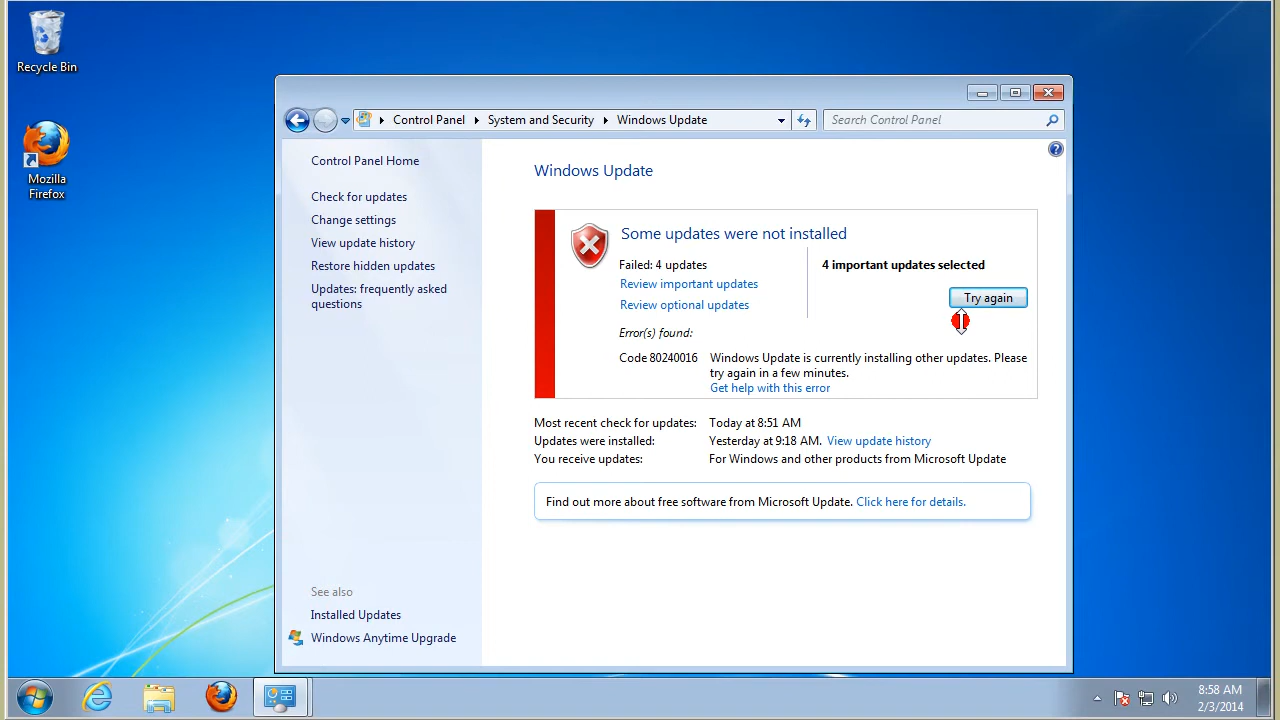 Recycle Bin
Mozilla
Firefox
Control Panel
System and Security
Windows Update
Search Control Panel
Control Panel Home
Check for updates
Change settings
View update history
Restore hidden updates
Updates: frequently asked
questions
See also
Installed Updates
Windows Anytime Upgrade
Windows Update
Some updates were not installed
Failed: 4 updates
Review important updates
Review optional updates
4 important updates selected
Try again
Error(s) found:
Code 80240016 Windows Update is currently installing other updates. Please
try again in a few minutes.
Get help with this error
Most recent check for updates: Today at 8:51 AM
Updates were installed: Yesterday at 9:18 AM. View update history
You receive updates: For Windows and other products from Microsoft Update
Find out more about free software from Microsoft Update. Click here for details.
8:58 AM
2/3/2014